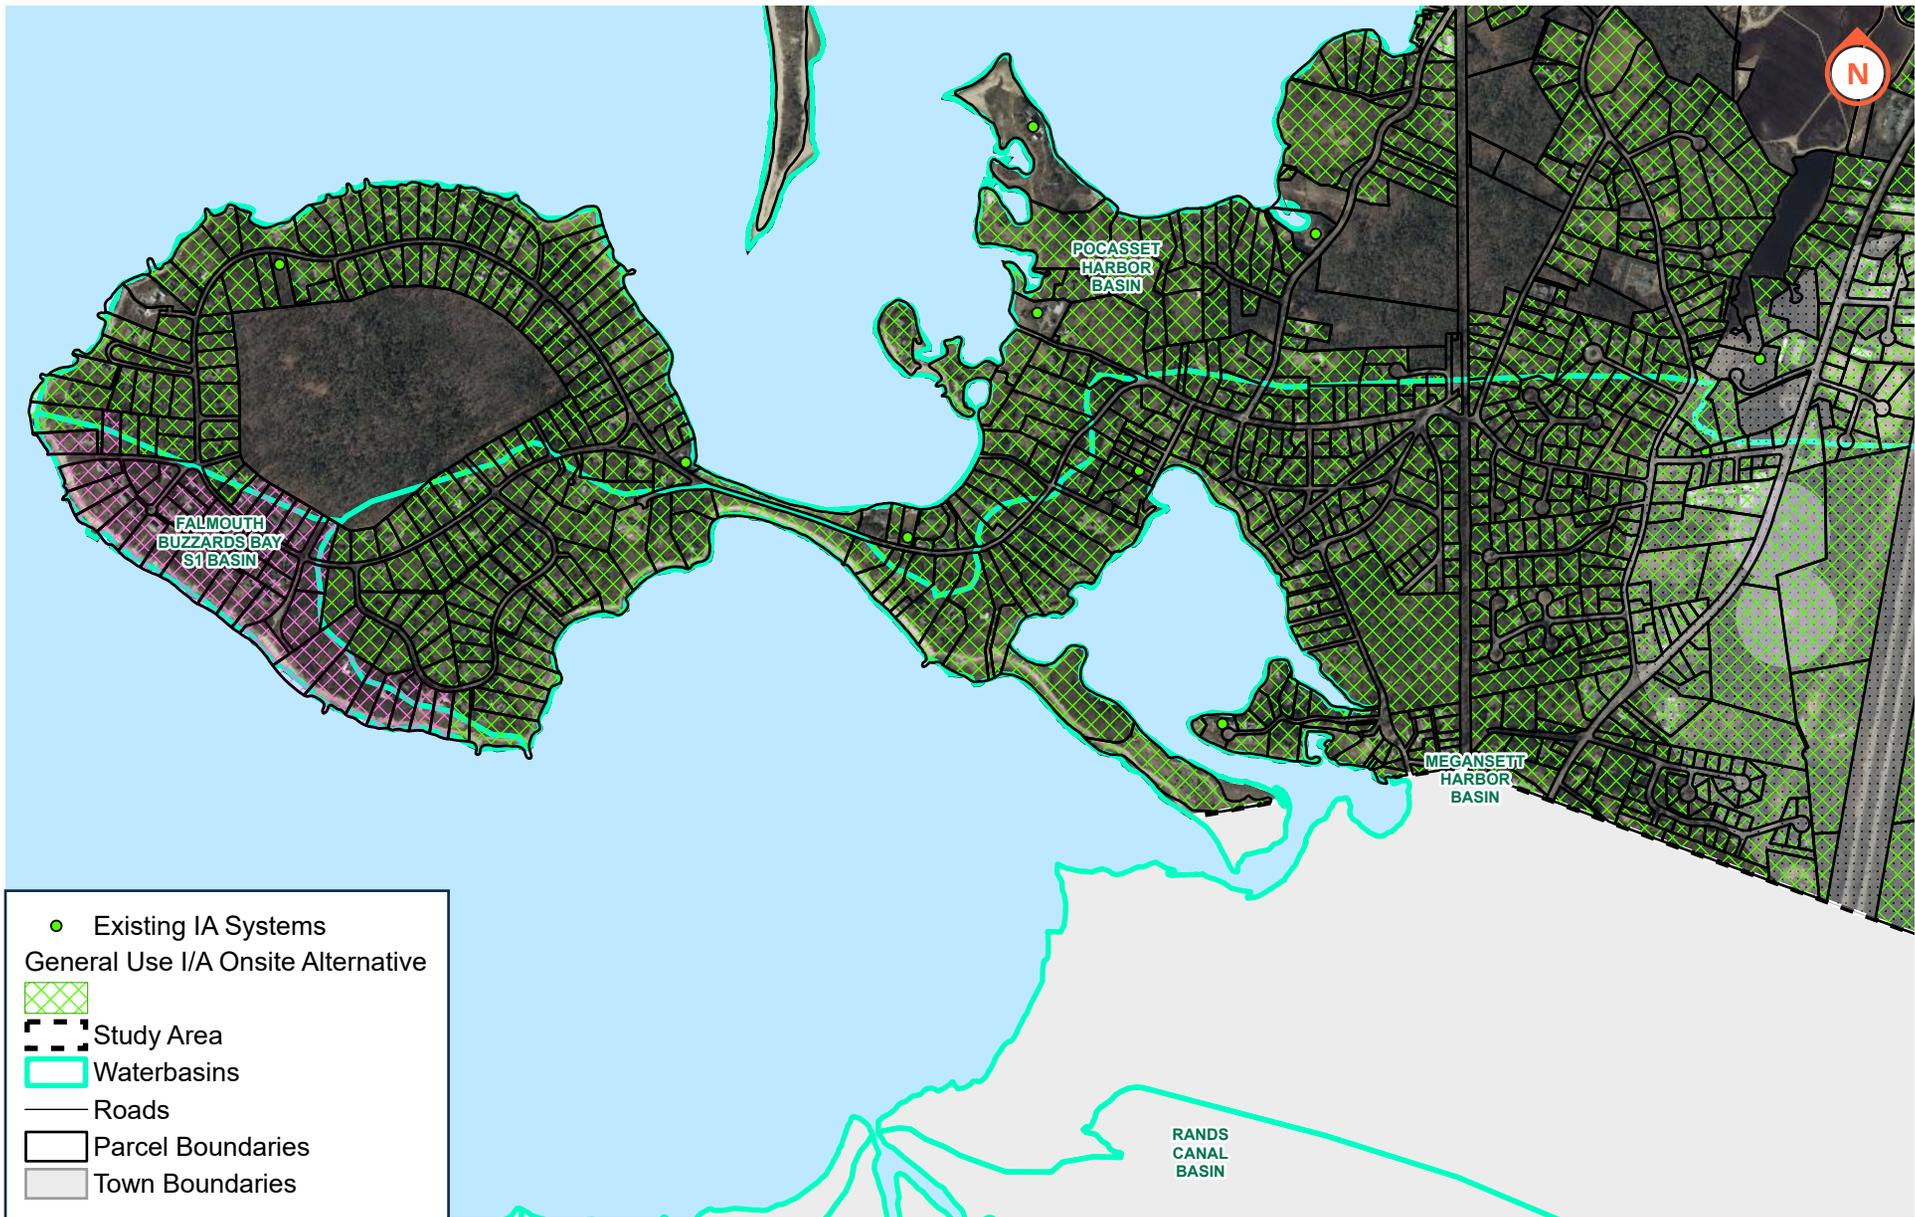 N
POCASSET
HARBOR
BASIN
FALMOUTH
BUZZARDS BAY
S1 BASIN
MEGANSETT
HARBOR
BASIN
RANDS
CANAL
BASIN
Existing IA Systems
General Use I/A Onsite Alternative
Study Area
Waterbasins
Roads
Parcel Boundaries
Town Boundaries